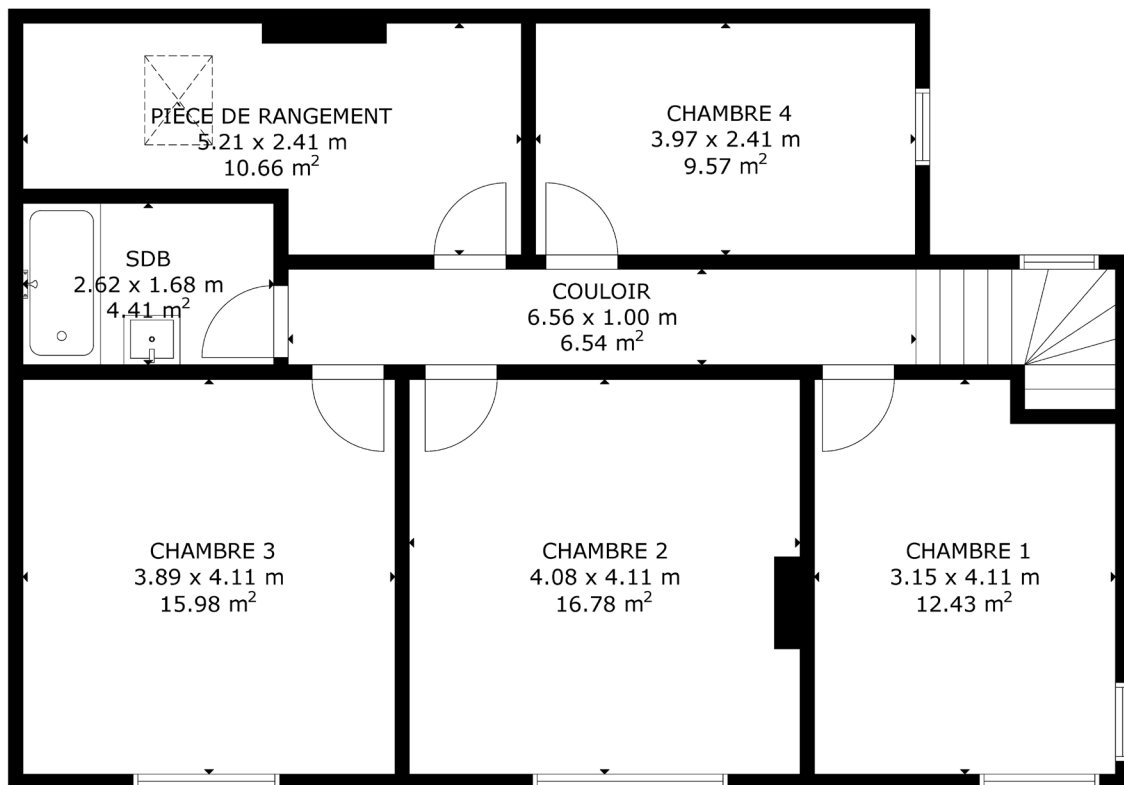 PIÈCE DE RANGEMENT
5.21 x 2.41 m
10.66 m²
CHAMBRE 4
3.97 x 2.41 m
9.57 m²
SDB
2.62 x 1.68 m
4.41 m²
COULOIR
6.56 x 1.00 m
6.54 m²
CHAMBRE 3
3.89 x 4.11 m
15.98 m²
CHAMBRE 2
4.08 x 4.11 m
16.78 m²
CHAMBRE 1
3.15 x 4.11 m
12.43 m²